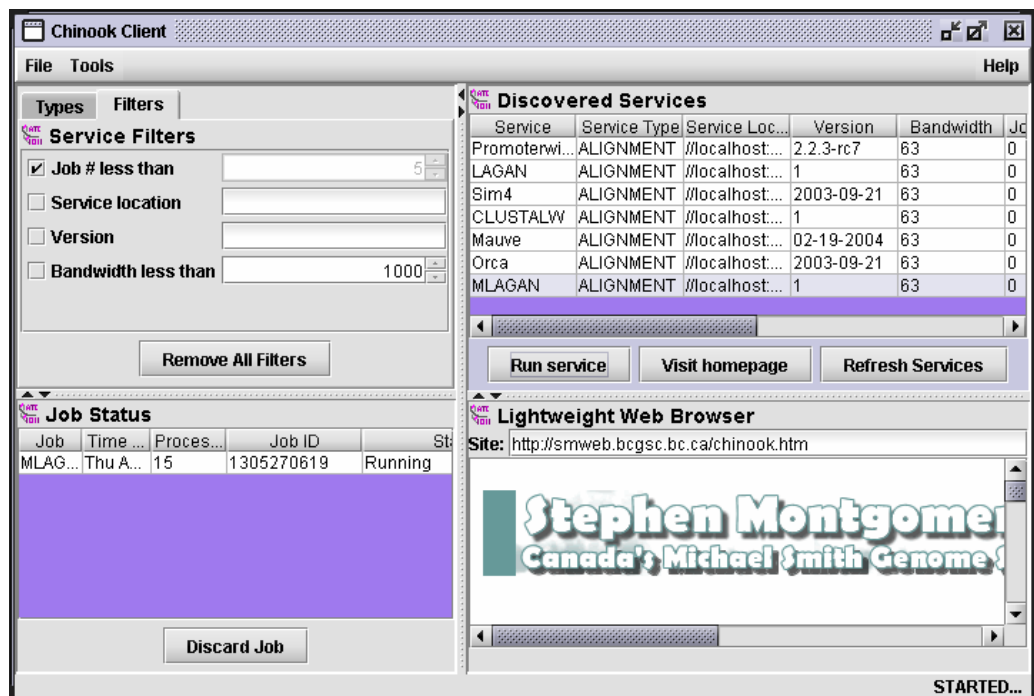 Chinook Client
File Tools Help
Types Filters
Service Filters
Job # less than 5
Service location
Version
Bandwidth less than 1000
Remove All Filters
Discovered Services
Service Service Type Service Loc... Version Bandwidth Jo
Promoterwi... ALIGNMENT //localhost:... 2.2.3-rc7 63 0
LAGAN ALIGNMENT //localhost:... 1 63 0
Sim4 ALIGNMENT //localhost:... 2003-09-21 63 0
CLUSTALW ALIGNMENT //localhost:... 1 63 0
Mauve ALIGNMENT //localhost:... 02-19-2004 63 0
Orca ALIGNMENT //localhost:... 2003-09-21 63 0
MLAGAN ALIGNMENT //localhost:... 1 63 0
Run service Visit homepage Refresh Services
Job Status
Job Time ... Proces... Job ID Sta
MLAG... Thu A... 15 1305270619 Running
Discard Job
Lightweight Web Browser
Site: http://smweb.bcgsc.bc.ca/chinook.htm
Stephen Montgomer
Canada's Michael Smith Genome S
STARTED...